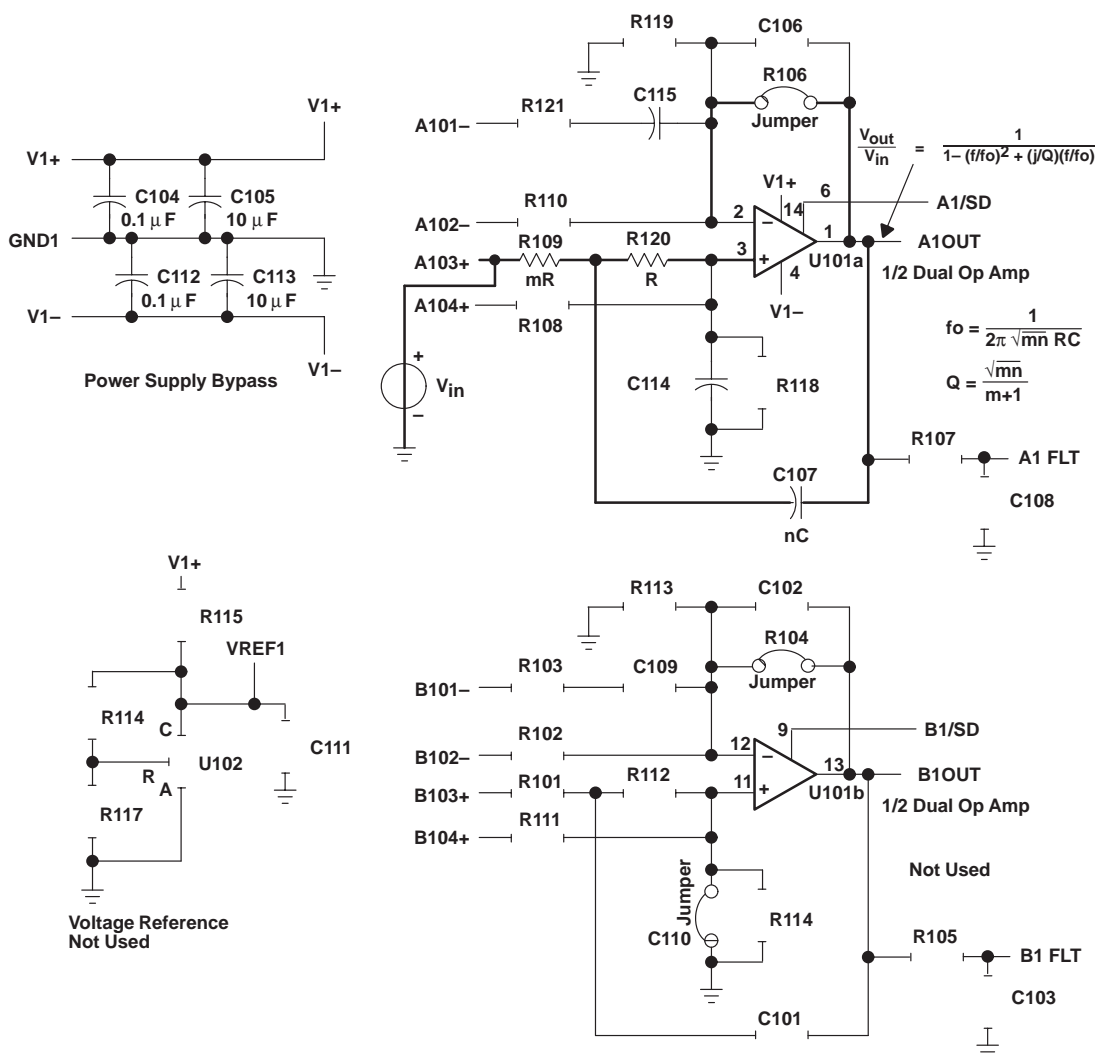 V1+
V1+
C104
0.1 μF
C105
10 μF
GND1
C112
0.1 μF
C113
10 μF
V1–
V1–
Power Supply Bypass
R119
C106
R106
Jumper
A101–
R121
C115
A102–
R110
A103+
R109
mR
R120
R
A104+
R108
V1+
2
–
14
6
A1/SD
3
+
4
1
U101a
V1–
A1OUT
1/2 Dual Op Amp
Vout/Vin = 1/(1– (f/fo)2 + (j/Q)(f/fo)
fo = 1/(2π √mn RC)
Q = √mn/(m+1)
+
Vin
–
C114
R118
R107
A1 FLT
C108
C107
nC
V1+
R115
VREF1
R114
C
U102
R
A
C111
R117
Voltage Reference
Not Used
R113
C102
R104
Jumper
B101–
R103
C109
B102–
R102
B103+
R101
R112
B104+
R111
12
–
9
B1/SD
11
+
13
U101b
B1OUT
1/2 Dual Op Amp
Not Used
Jumper
C110
R114
R105
B1 FLT
C103
C101